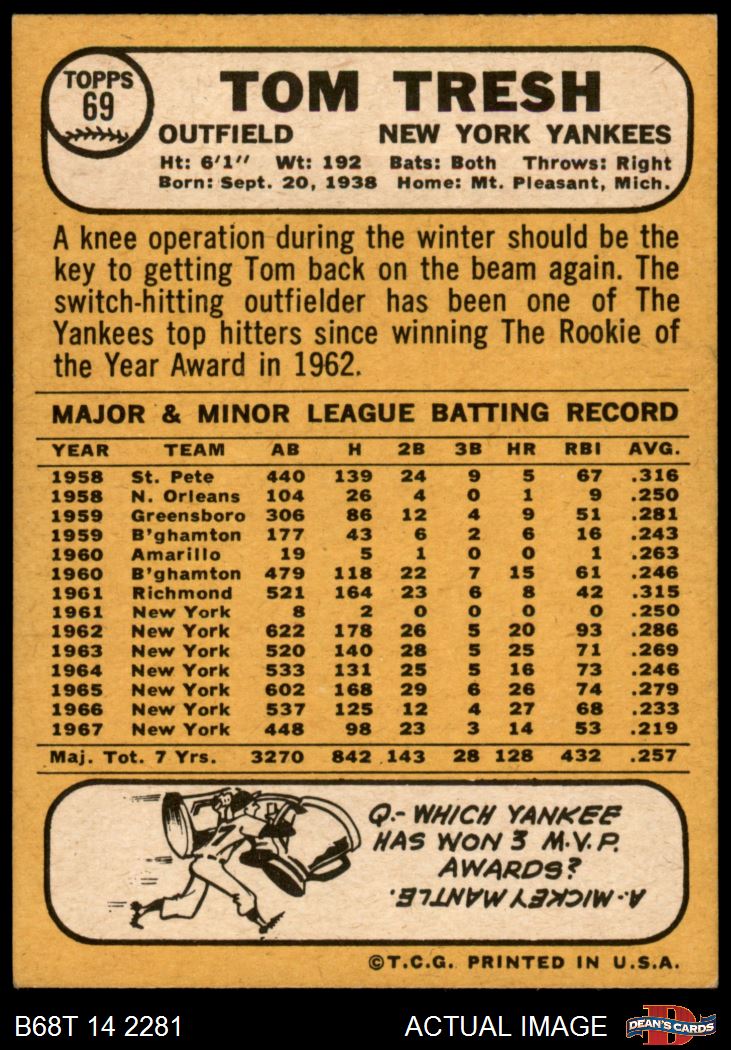 TOPPS
69
TOM TRESH
OUTFIELD NEW YORK YANKEES
Ht: 6'1" Wt: 192 Bats: Both Throws: Right
Born: Sept. 20, 1938 Home: Mt. Pleasant, Mich.
A knee operation during the winter should be the
key to getting Tom back on the beam again. The
switch-hitting outfielder has been one of The
Yankees top hitters since winning The Rookie of
the Year Award in 1962.
MAJOR & MINOR LEAGUE BATTING RECORD
YEAR TEAM AB H 2B 3B HR RBI AVG.
1958 St. Pete 440 139 24 9 5 67 .316
1958 N. Orleans 104 26 4 0 1 9 .250
1959 Greensboro 306 86 12 4 9 51 .281
1959 B'ghamton 177 43 6 2 6 16 .243
1960 Amarillo 19 5 1 0 0 1 .263
1960 B'ghamton 479 118 22 7 15 61 .246
1961 Richmond 521 164 23 6 8 42 .315
1961 New York 8 2 0 0 0 0 .250
1962 New York 622 178 26 5 20 93 .286
1963 New York 520 140 28 5 25 71 .269
1964 New York 533 131 25 5 16 73 .246
1965 New York 602 168 29 6 26 74 .279
1966 New York 537 125 12 4 27 68 .233
1967 New York 448 98 23 3 14 53 .219
Maj. Tot. 7 Yrs. 3270 842 143 28 128 432 .257
Q.- WHICH YANKEE
HAS WON 3 M.V.P.
AWARDS?
A- MICKEY MANTLE.
©T.C.G. PRINTED IN U.S.A.
B68T 14 2281 ACTUAL IMAGE
D
DEAN'S CARDS